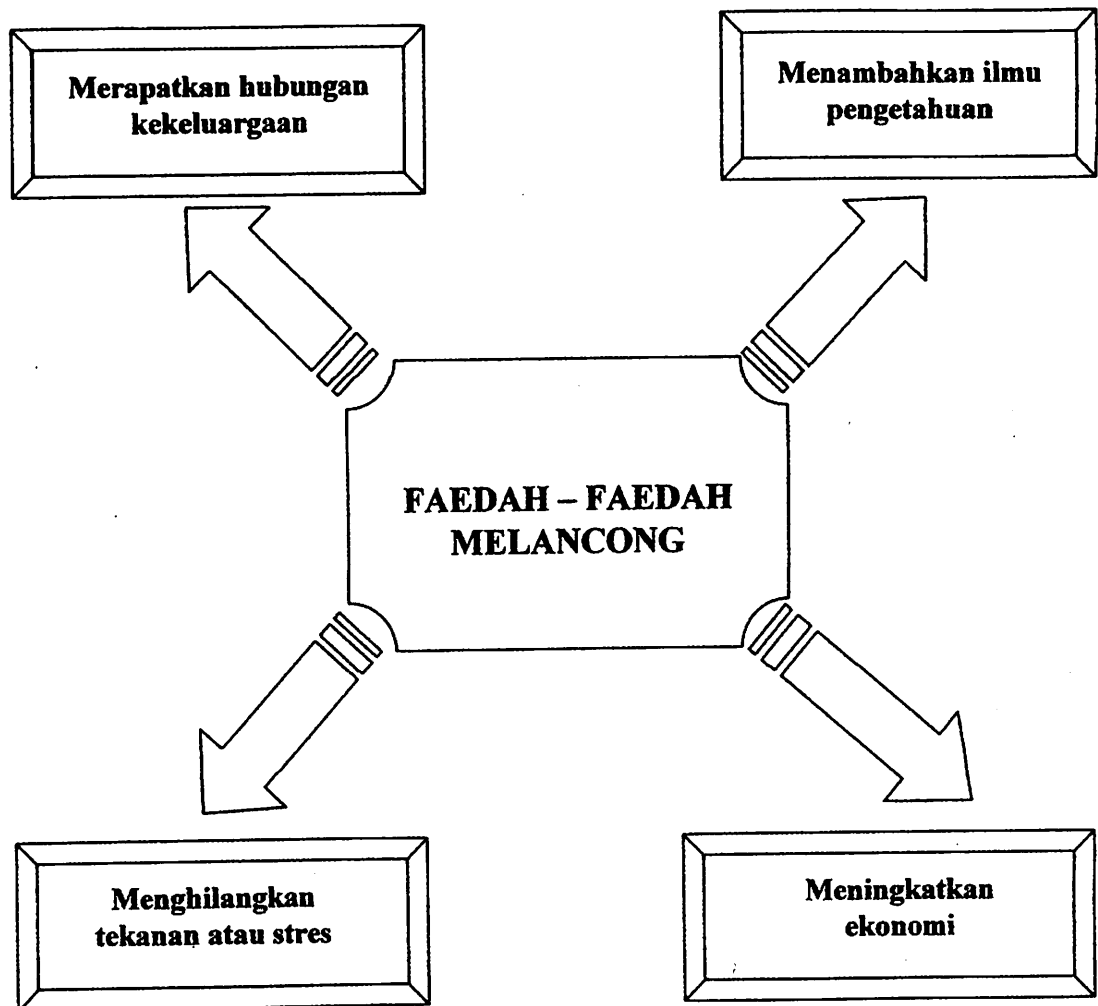 Merapatkan hubungan
kekeluargaan
Menambahkan ilmu
pengetahuan
FAEDAH – FAEDAH
MELANCONG
Menghilangkan
tekanan atau stres
Meningkatkan
ekonomi